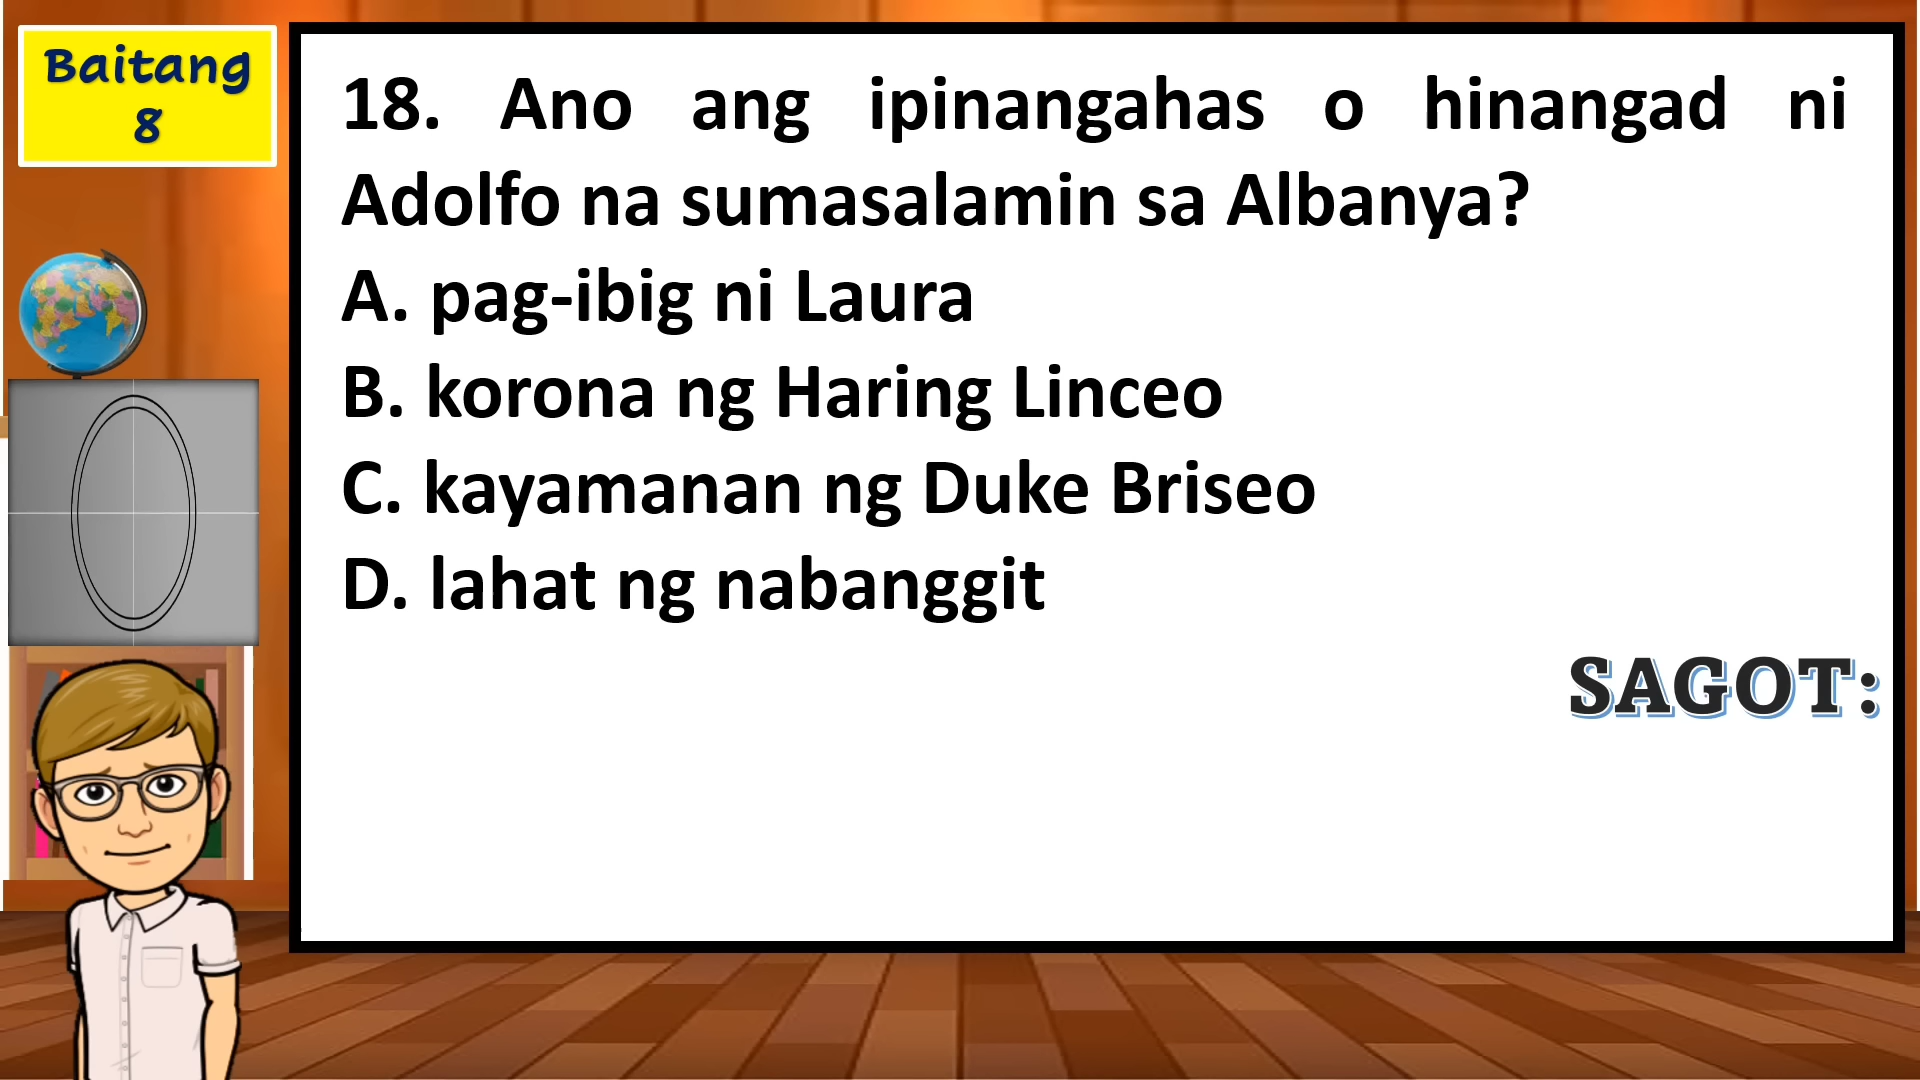 Baitang
8
18. Ano ang ipinangahas o hinangad ni
Adolfo na sumasalamin sa Albanya?
A. pag-ibig ni Laura
B. korona ng Haring Linceo
C. kayamanan ng Duke Briseo
D. lahat ng nabanggit
SAGOT: